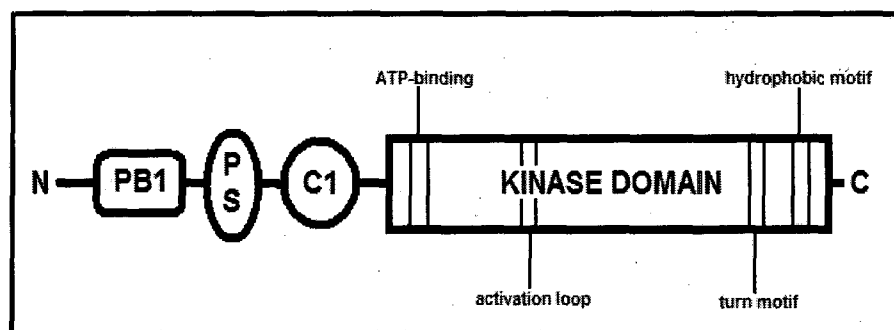 ATP-binding
hydrophobic motif
N
PB1
P
S
C1
KINASE DOMAIN
C
activation loop
turn motif